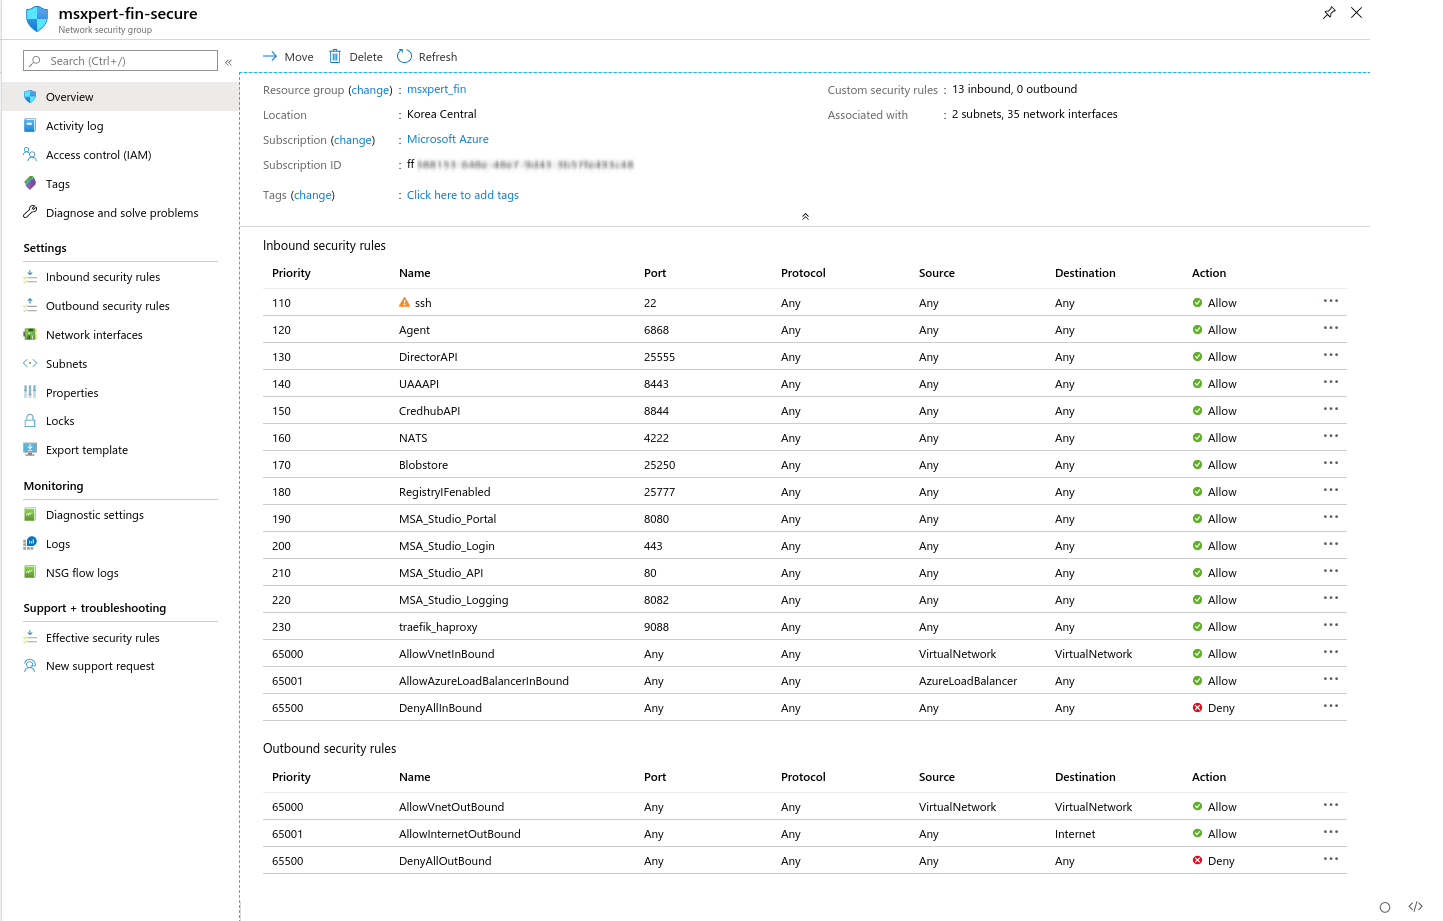 msxpert-fin-secure
Network security group
Search (Ctrl+/)
«
Move Delete Refresh
Overview
Activity log
Access control (IAM)
Tags
Diagnose and solve problems
Settings
Inbound security rules
Outbound security rules
Network interfaces
Subnets
Properties
Locks
Export template
Monitoring
Diagnostic settings
Logs
NSG flow logs
Support + troubleshooting
Effective security rules
New support request
Resource group (change) : msxpert_fin
Location : Korea Central
Subscription (change) : Microsoft Azure
Subscription ID : ff
Tags (change) : Click here to add tags
Custom security rules : 13 inbound, 0 outbound
Associated with : 2 subnets, 35 network interfaces
Inbound security rules
Priority Name Port Protocol Source Destination Action
110 ssh 22 Any Any Any Allow ...
120 Agent 6868 Any Any Any Allow ...
130 DirectorAPI 25555 Any Any Any Allow ...
140 UAAAPI 8443 Any Any Any Allow ...
150 CredhubAPI 8844 Any Any Any Allow ...
160 NATS 4222 Any Any Any Allow ...
170 Blobstore 25250 Any Any Any Allow ...
180 RegistryIFenabled 25777 Any Any Any Allow ...
190 MSA_Studio_Portal 8080 Any Any Any Allow ...
200 MSA_Studio_Login 443 Any Any Any Allow ...
210 MSA_Studio_API 80 Any Any Any Allow ...
220 MSA_Studio_Logging 8082 Any Any Any Allow ...
230 traefik_haproxy 9088 Any Any Any Allow ...
65000 AllowVnetInBound Any Any VirtualNetwork VirtualNetwork Allow ...
65001 AllowAzureLoadBalancerInBound Any Any AzureLoadBalancer Any Allow ...
65500 DenyAllInBound Any Any Any Any Deny ...
Outbound security rules
Priority Name Port Protocol Source Destination Action
65000 AllowVnetOutBound Any Any VirtualNetwork VirtualNetwork Allow ...
65001 AllowInternetOutBound Any Any Any Internet Allow ...
65500 DenyAllOutBound Any Any Any Any Deny ...
</>